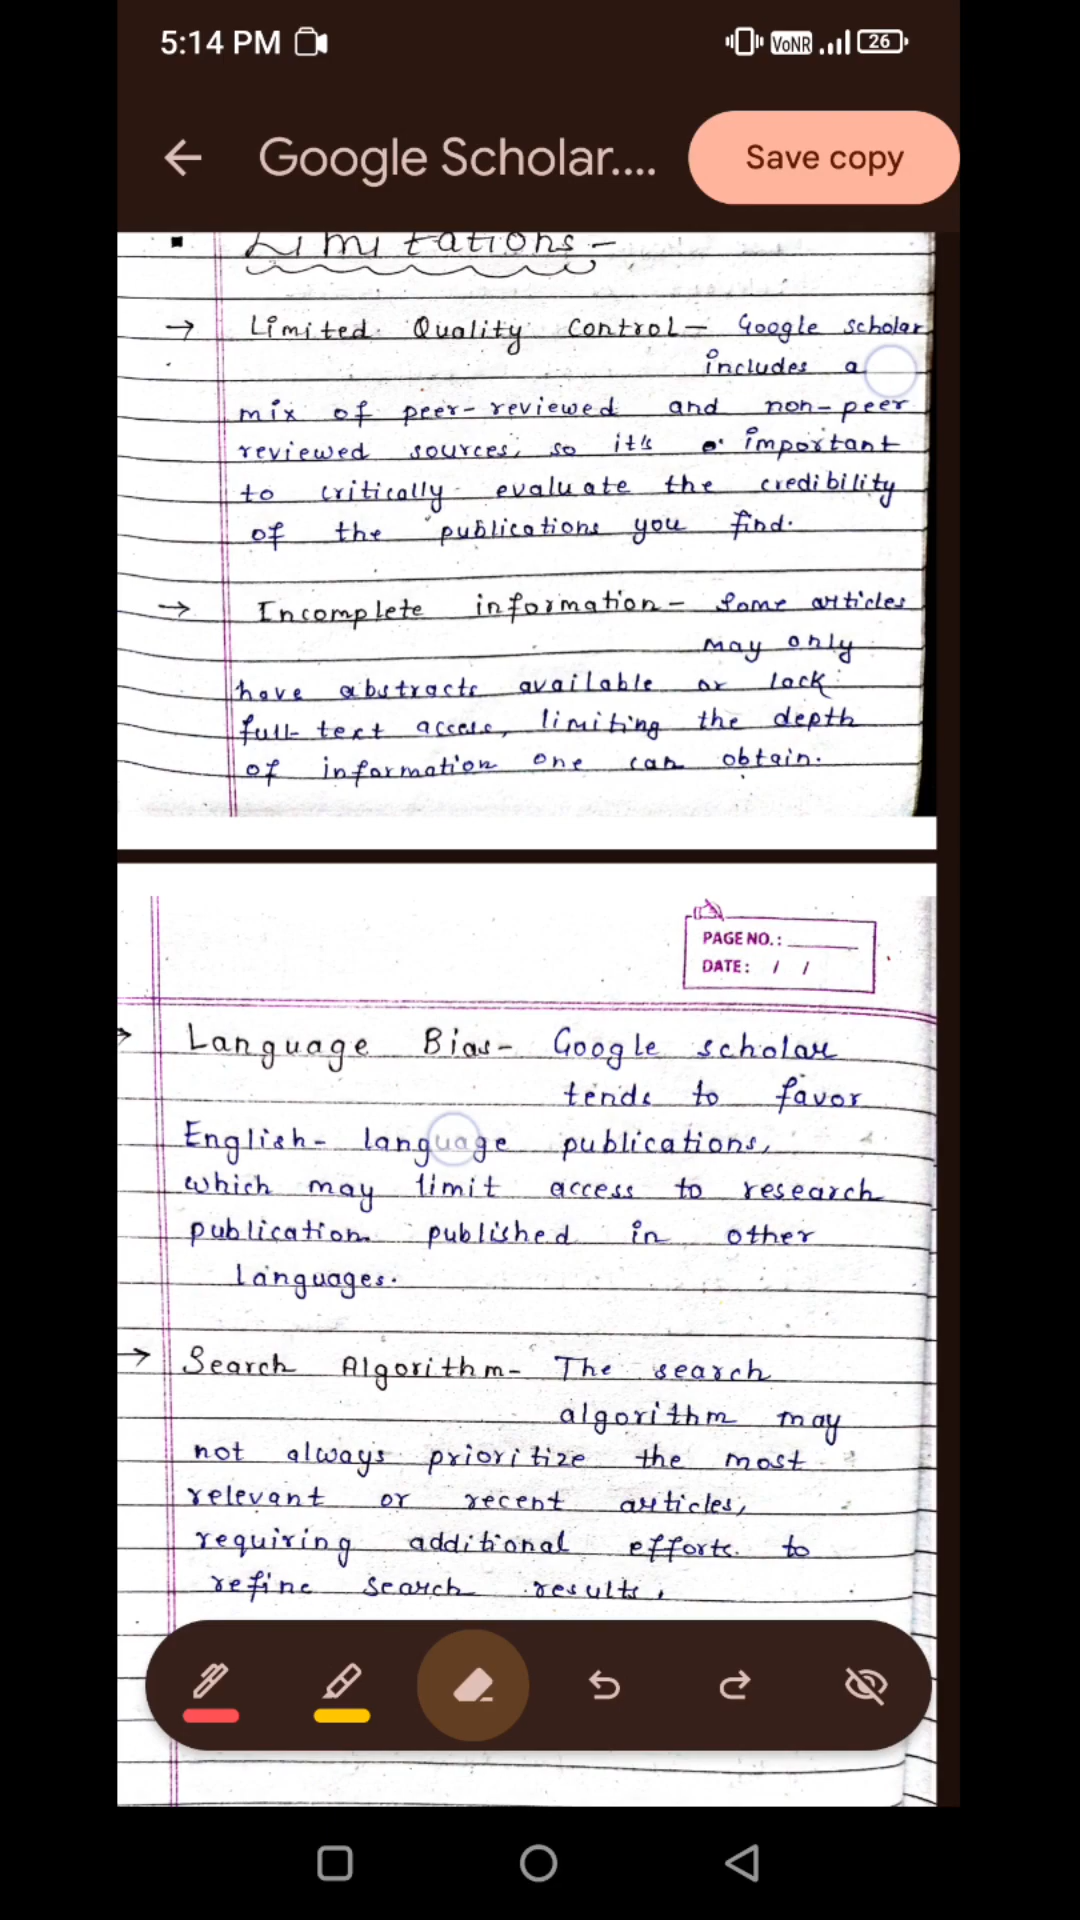 5:14 PM
VoNR 26
Google Scholar....
Save copy
Limitations -
→ Limited Quality Control - Google scholar
includes a
mix of peer-reviewed and non-peer
reviewed sources, so it's important
to critically evaluate the credibility
of the publications you find.
→ Incomplete information - Some articles
may only
have abstracts available or lack
full-text access, limiting the depth
of information one can obtain.
PAGE NO.:
DATE: / /
→ Language Bias - Google scholar
tends to favor
English-language publications,
which may limit access to research
publication published in other
languages.
→ Search Algorithm - The search
algorithm may
not always prioritize the most
relevant or recent articles,
requiring additional efforts to
refine search results.